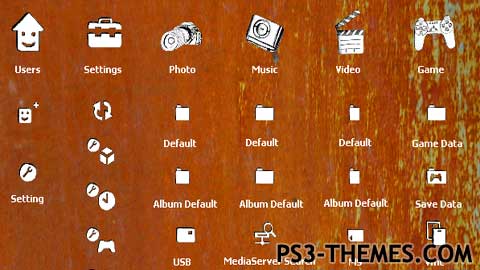 Users Settings Photo Music Video Game
Default Default Default Game Data
Setting Album Default Album Default Album Default Save Data
USB MediaServer Search
PS3-THEMES.COM